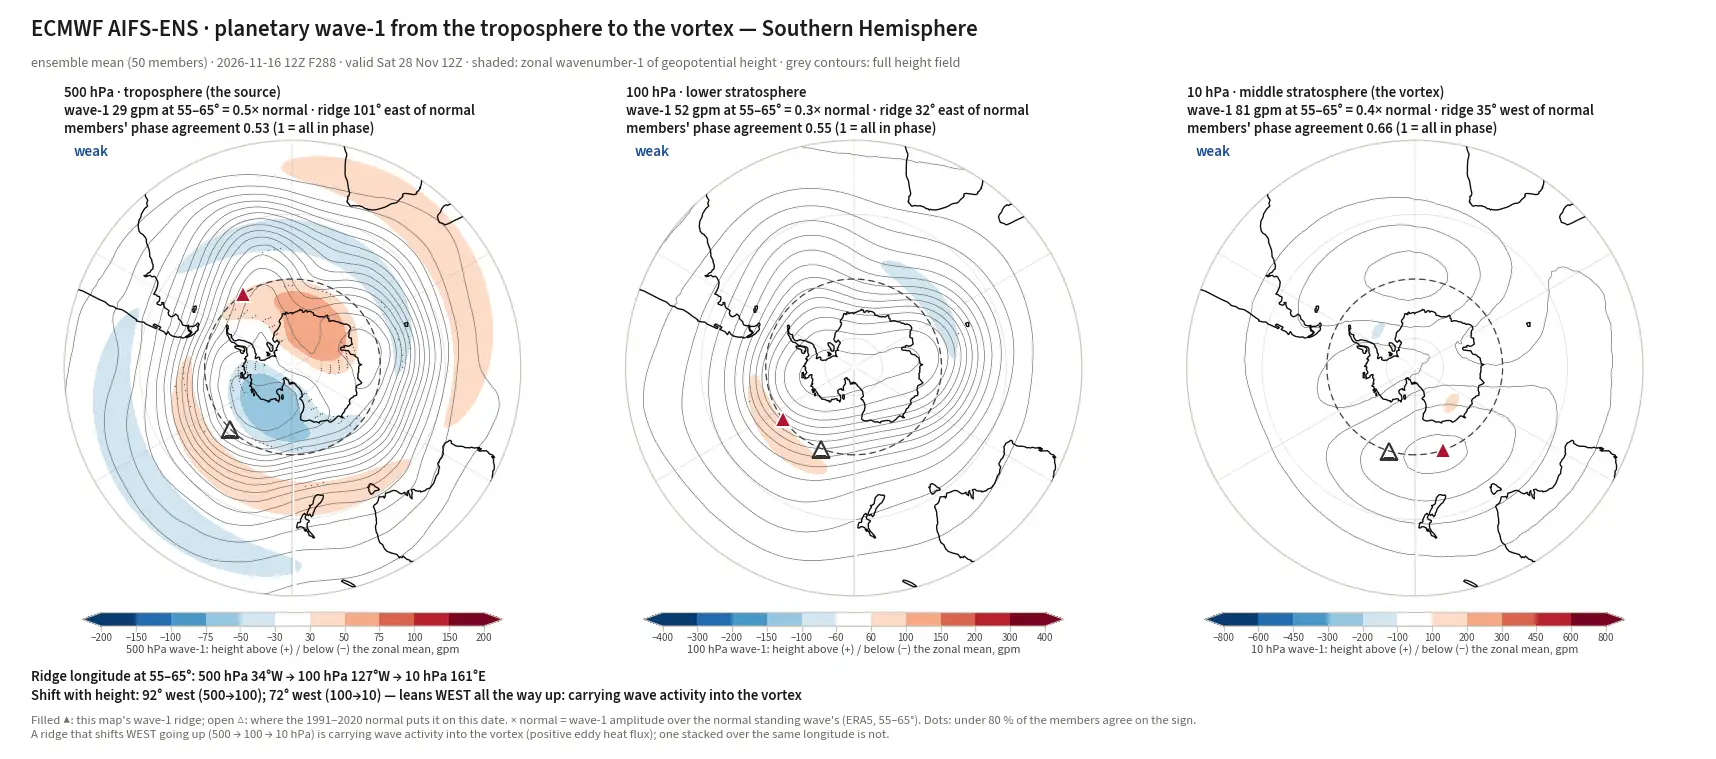 ECMWF AIFS-ENS · planetary wave-1 from the troposphere to the vortex — Southern Hemisphere
ensemble mean (50 members) · 2026-11-16 12Z F288 · valid Sat 28 Nov 12Z · shaded: zonal wavenumber-1 of geopotential height · grey contours: full height field
500 hPa · troposphere (the source)
wave-1 29 gpm at 55–65° = 0.5× normal · ridge 101° east of normal
members' phase agreement 0.53 (1 = all in phase)
weak
100 hPa · lower stratosphere
wave-1 52 gpm at 55–65° = 0.3× normal · ridge 32° east of normal
members' phase agreement 0.55 (1 = all in phase)
weak
10 hPa · middle stratosphere (the vortex)
wave-1 81 gpm at 55–65° = 0.4× normal · ridge 35° west of normal
members' phase agreement 0.66 (1 = all in phase)
weak
−200 −150 −100 −75 −50 −30 30 50 75 100 150 200
500 hPa wave-1: height above (+) / below (−) the zonal mean, gpm
−400 −300 −200 −150 −100 −60 60 100 150 200 300 400
100 hPa wave-1: height above (+) / below (−) the zonal mean, gpm
−800 −600 −450 −300 −200 −100 100 200 300 450 600 800
10 hPa wave-1: height above (+) / below (−) the zonal mean, gpm
Ridge longitude at 55–65°: 500 hPa 34°W → 100 hPa 127°W → 10 hPa 161°E
Shift with height: 92° west (500→100); 72° west (100→10) — leans WEST all the way up: carrying wave activity into the vortex
Filled ▲: this map's wave-1 ridge; open △: where the 1991–2020 normal puts it on this date. × normal = wave-1 amplitude over the normal standing wave's (ERA5, 55–65°). Dots: under 80 % of the members agree on the sign.
A ridge that shifts WEST going up (500 → 100 → 10 hPa) is carrying wave activity into the vortex (positive eddy heat flux); one stacked over the same longitude is not.